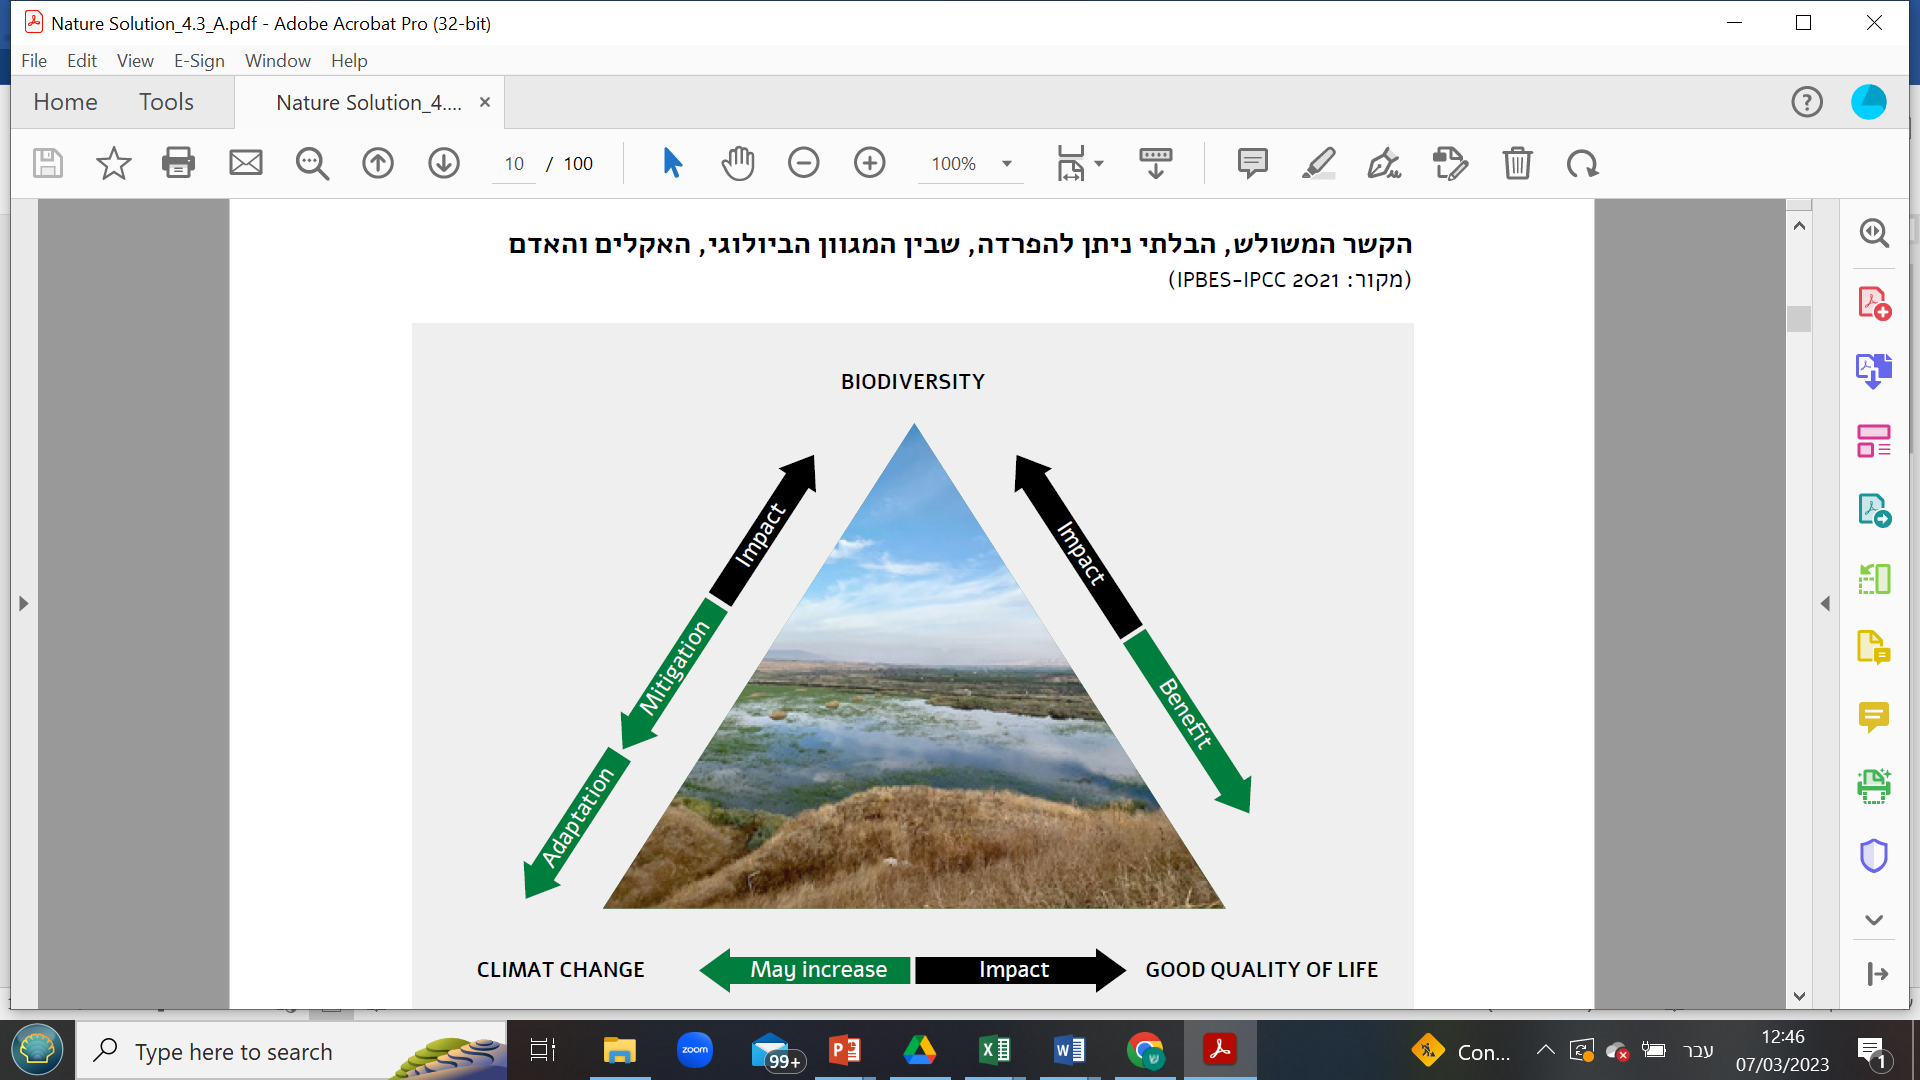 Nature Solution_4.3_A.pdf - Adobe Acrobat Pro (32-bit)
File Edit View E-Sign Window Help
Home Tools Nature Solution_4.... ×
10 / 100 100%
הקשר המשולש, הבלתי ניתן להפרדה, שבין המגוון הביולוגי, האקלים והאדם
(מקור: IPBES-IPCC 2021)
BIODIVERSITY
Impact
Impact
Mitigation
Benefit
Adaptation
CLIMAT CHANGE
May increase
Impact
GOOD QUALITY OF LIFE
Type here to search
zoom
99+
Con...
עבר
12:46
07/03/2023
1